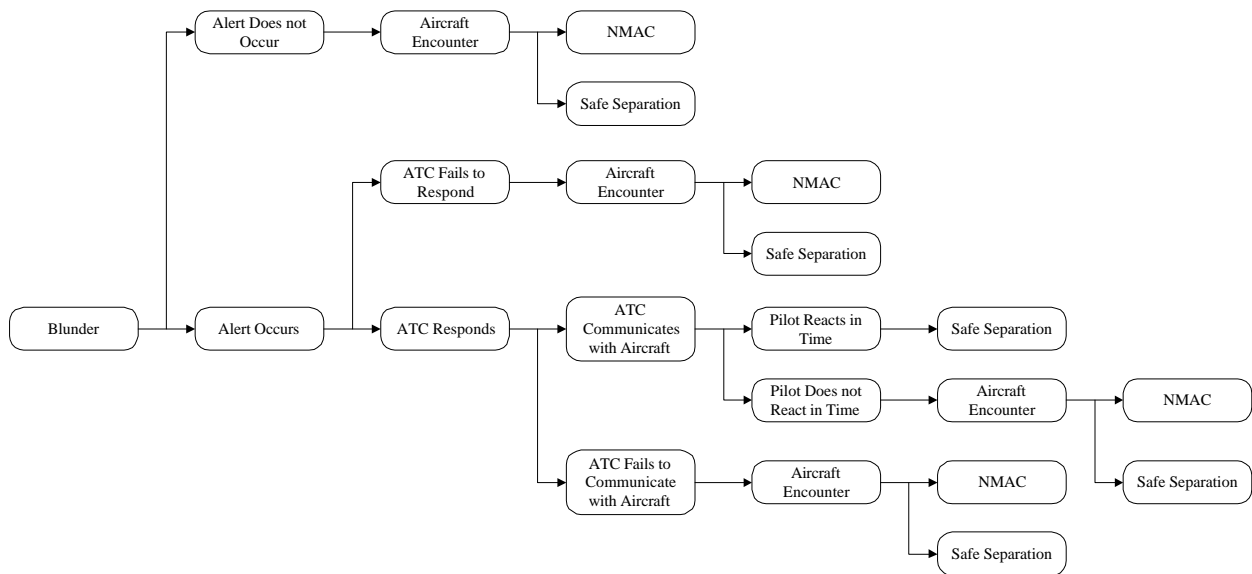 Alert Does not
Occur
Aircraft
Encounter
NMAC
Safe Separation
ATC Fails to
Respond
Aircraft
Encounter
NMAC
Safe Separation
Blunder
Alert Occurs
ATC Responds
ATC
Communicates
with Aircraft
Pilot Reacts in
Time
Safe Separation
Pilot Does not
React in Time
Aircraft
Encounter
NMAC
ATC Fails to
Communicate
with Aircraft
Aircraft
Encounter
NMAC
Safe Separation
Safe Separation